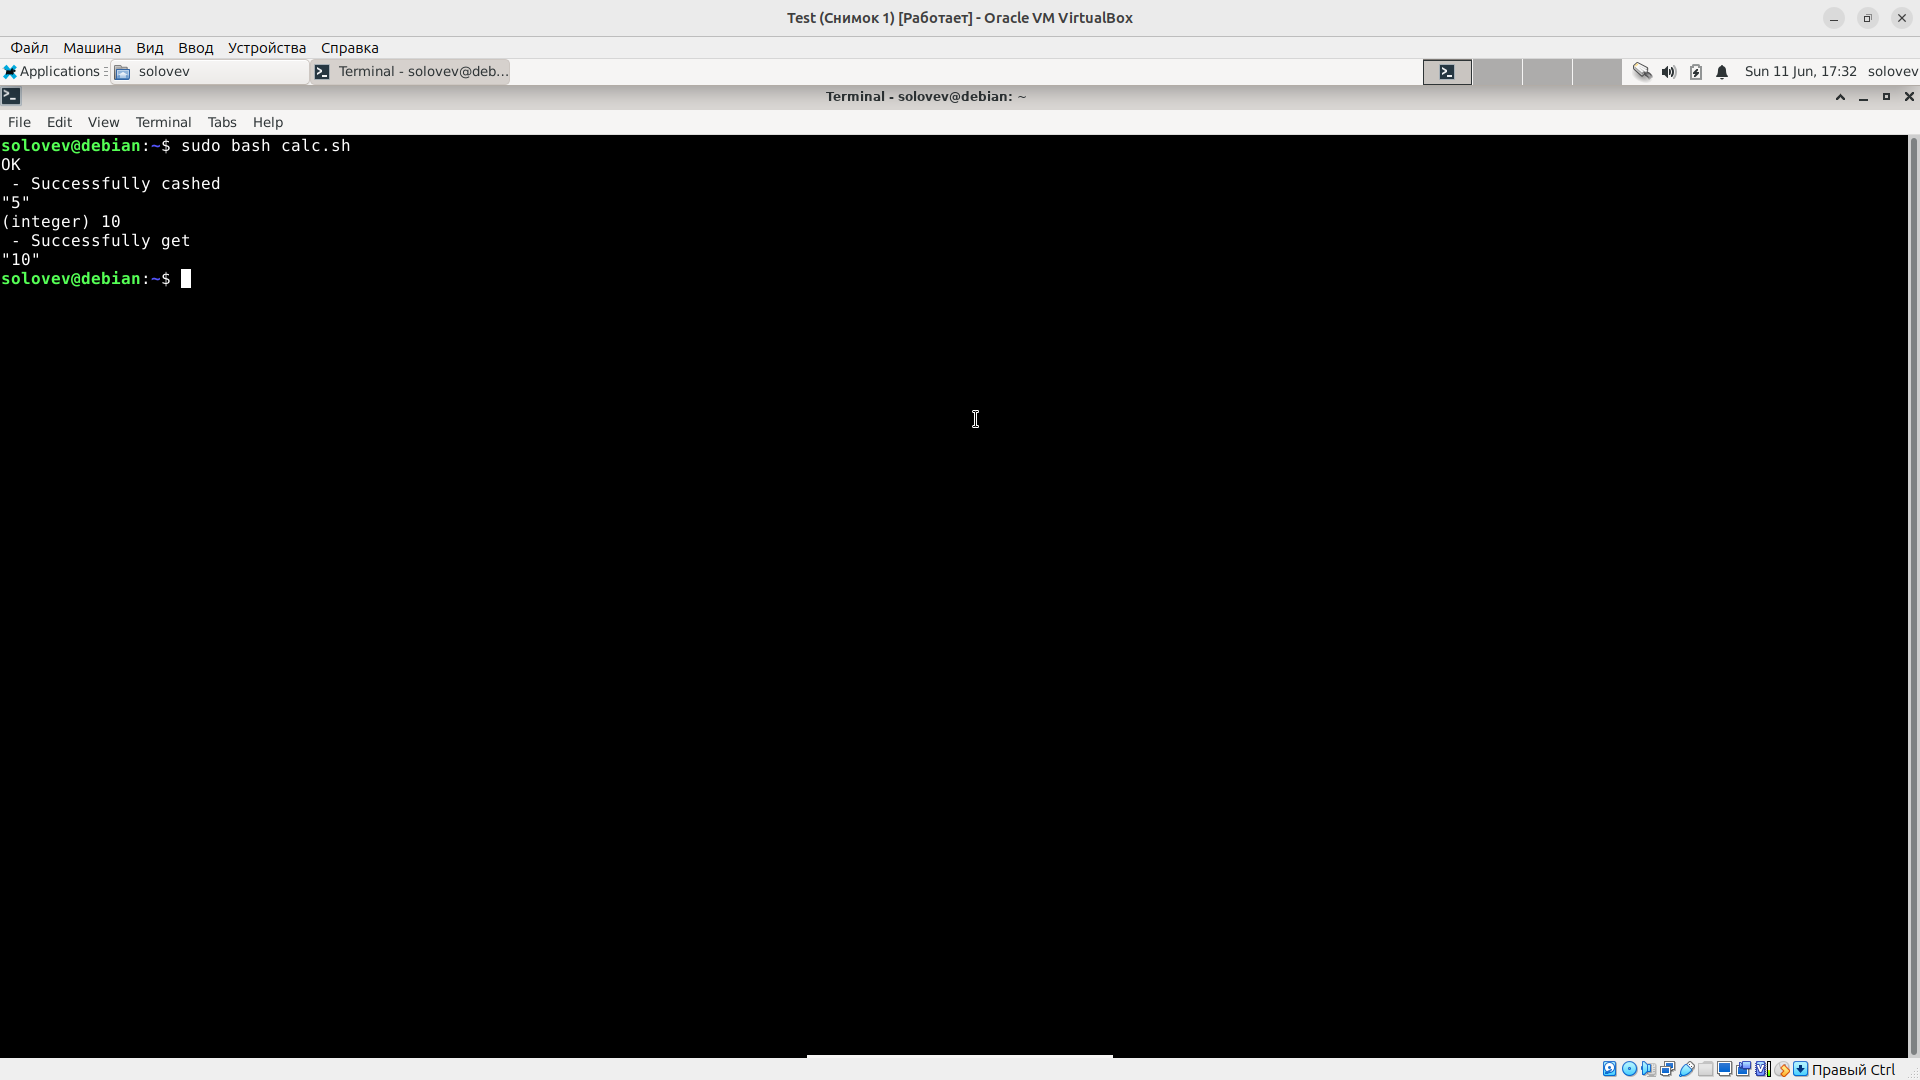 Test (Снимок 1) [Работает] - Oracle VM VirtualBox
Файл Машина Вид Ввод Устройства Справка
Applications solovev Terminal - solovev@deb... Sun 11 Jun, 17:32 solovev
Terminal - solovev@debian: ~
File Edit View Terminal Tabs Help
solovev@debian:~$ sudo bash calc.sh
OK
 - Successfully cashed
"5"
(integer) 10
 - Successfully get
"10"
solovev@debian:~$
Правый Ctrl